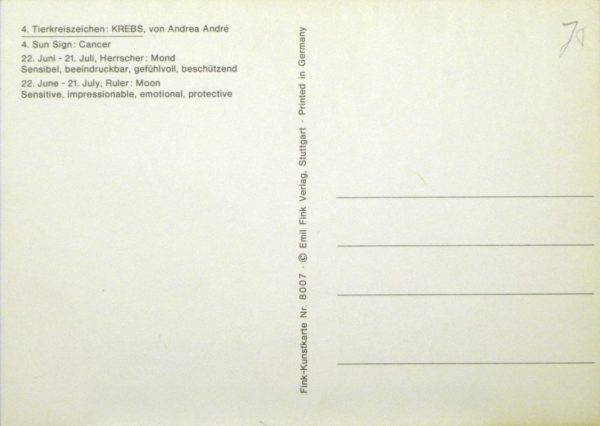 4. Tierkreiszeichen: KREBS, von Andrea André
4. Sun Sign: Cancer
22. Juni - 21. Juli, Herrscher: Mond
Sensibel, beeindruckbar, gefühlvoll, beschützend
22. June - 21. July, Ruler: Moon
Sensitive, impressionable, emotional, protective
Fink-Kunstkarte Nr. 8007 · © Emil Fink Verlag, Stuttgart · Printed in Germany